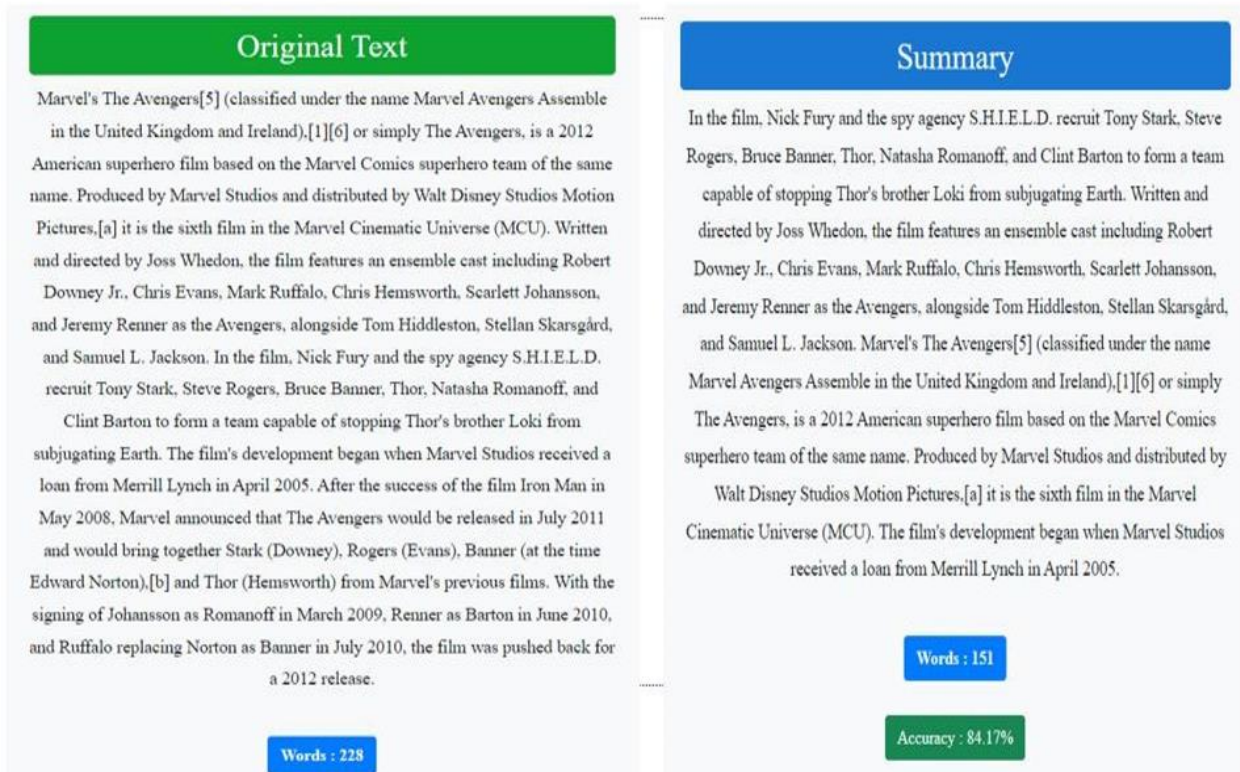 Original Text
Marvel's The Avengers[5] (classified under the name Marvel Avengers Assemble
in the United Kingdom and Ireland),[1][6] or simply The Avengers, is a 2012
American superhero film based on the Marvel Comics superhero team of the same
name. Produced by Marvel Studios and distributed by Walt Disney Studios Motion
Pictures,[a] it is the sixth film in the Marvel Cinematic Universe (MCU). Written
and directed by Joss Whedon, the film features an ensemble cast including Robert
Downey Jr., Chris Evans, Mark Ruffalo, Chris Hemsworth, Scarlett Johansson,
and Jeremy Renner as the Avengers, alongside Tom Hiddleston, Stellan Skarsgård,
and Samuel L. Jackson. In the film, Nick Fury and the spy agency S.H.I.E.L.D.
recruit Tony Stark, Steve Rogers, Bruce Banner, Thor, Natasha Romanoff, and
Clint Barton to form a team capable of stopping Thor's brother Loki from
subjugating Earth. The film's development began when Marvel Studios received a
loan from Merrill Lynch in April 2005. After the success of the film Iron Man in
May 2008, Marvel announced that The Avengers would be released in July 2011
and would bring together Stark (Downey), Rogers (Evans), Banner (at the time
Edward Norton),[b] and Thor (Hemsworth) from Marvel's previous films. With the
signing of Johansson as Romanoff in March 2009, Renner as Barton in June 2010,
and Ruffalo replacing Norton as Banner in July 2010, the film was pushed back for
a 2012 release.
Words : 228
Summary
In the film, Nick Fury and the spy agency S.H.I.E.L.D. recruit Tony Stark, Steve
Rogers, Bruce Banner, Thor, Natasha Romanoff, and Clint Barton to form a team
capable of stopping Thor's brother Loki from subjugating Earth. Written and
directed by Joss Whedon, the film features an ensemble cast including Robert
Downey Jr., Chris Evans, Mark Ruffalo, Chris Hemsworth, Scarlett Johansson,
and Jeremy Renner as the Avengers, alongside Tom Hiddleston, Stellan Skarsgård,
and Samuel L. Jackson. Marvel's The Avengers[5] (classified under the name
Marvel Avengers Assemble in the United Kingdom and Ireland),[1][6] or simply
The Avengers, is a 2012 American superhero film based on the Marvel Comics
superhero team of the same name. Produced by Marvel Studios and distributed by
Walt Disney Studios Motion Pictures,[a] it is the sixth film in the Marvel
Cinematic Universe (MCU). The film's development began when Marvel Studios
received a loan from Merrill Lynch in April 2005.
Words : 151
Accuracy : 84.17%